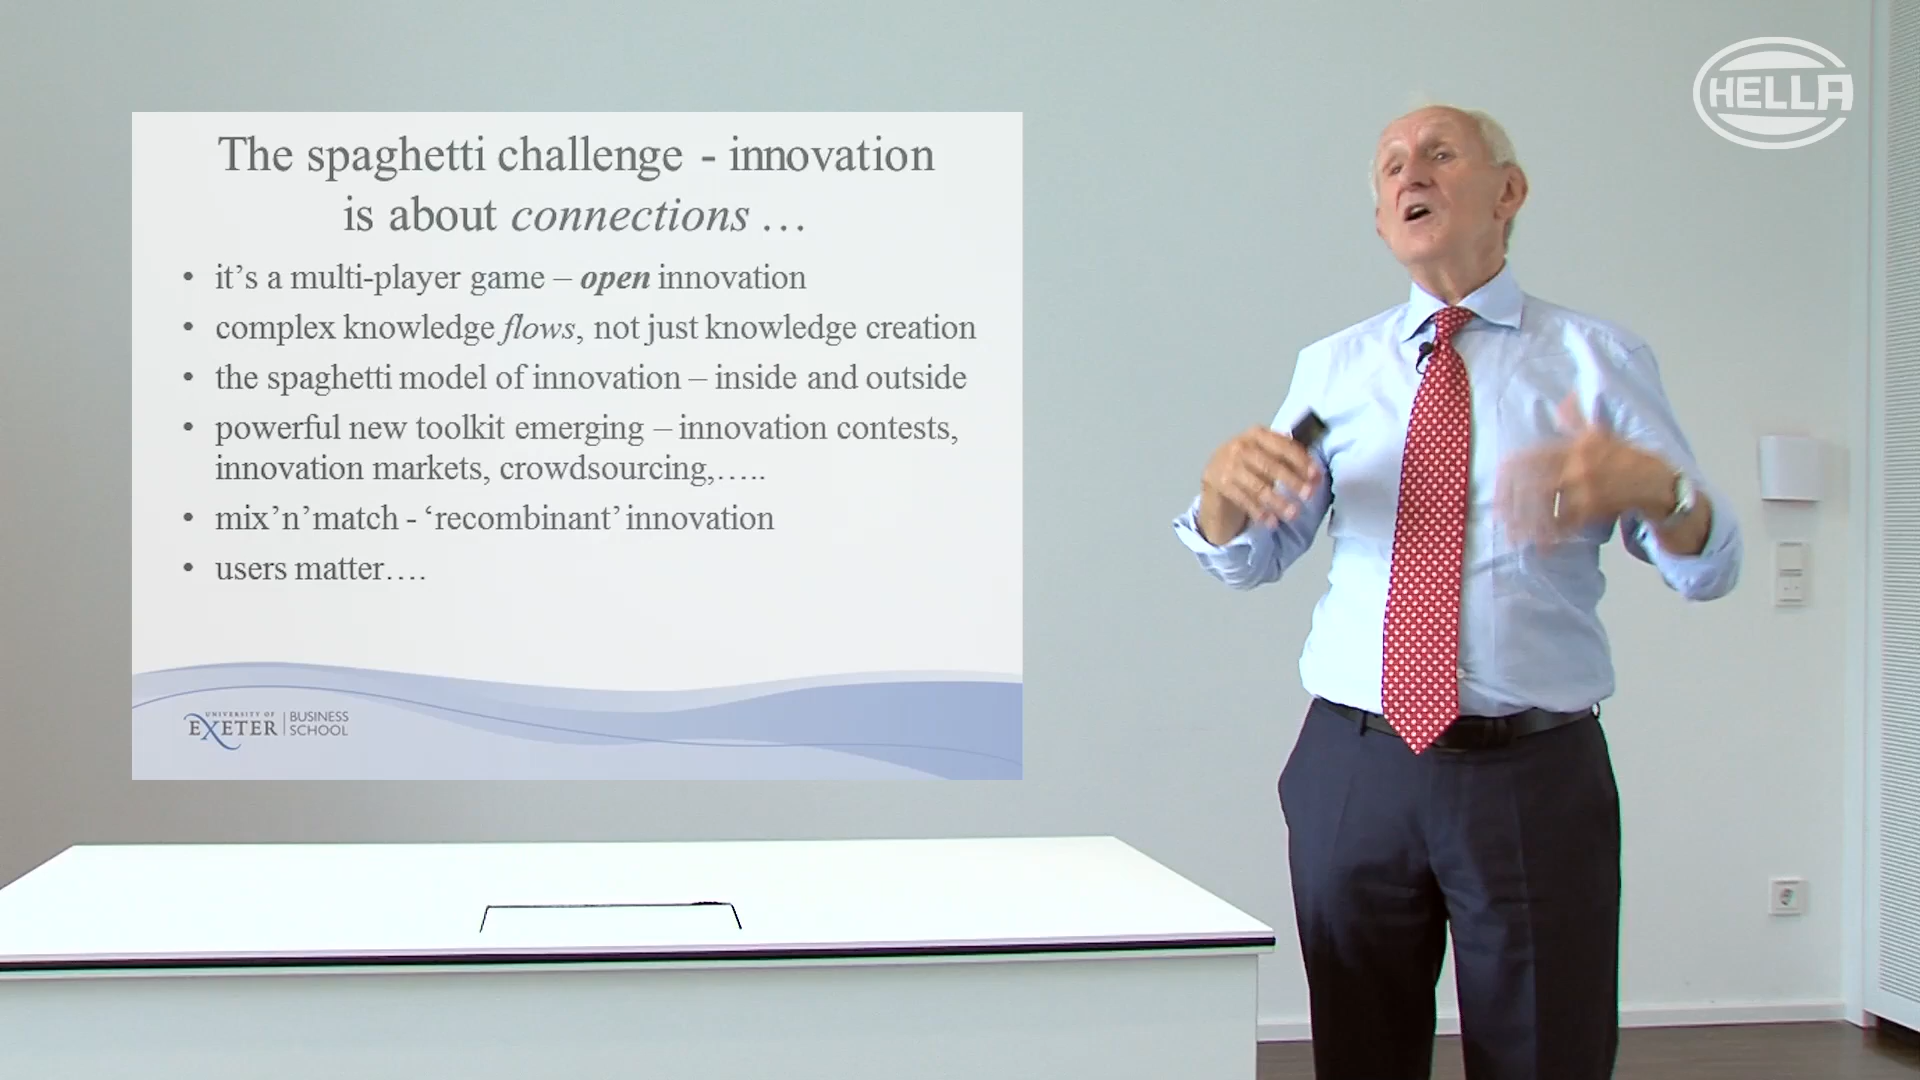 HELLA
The spaghetti challenge - innovation
is about connections …
• it’s a multi-player game – open innovation
• complex knowledge flows, not just knowledge creation
• the spaghetti model of innovation – inside and outside
• powerful new toolkit emerging – innovation contests,
innovation markets, crowdsourcing,…..
• mix’n’match - ‘recombinant’ innovation
• users matter….
UNIVERSITY OF
EXETER
BUSINESS
SCHOOL